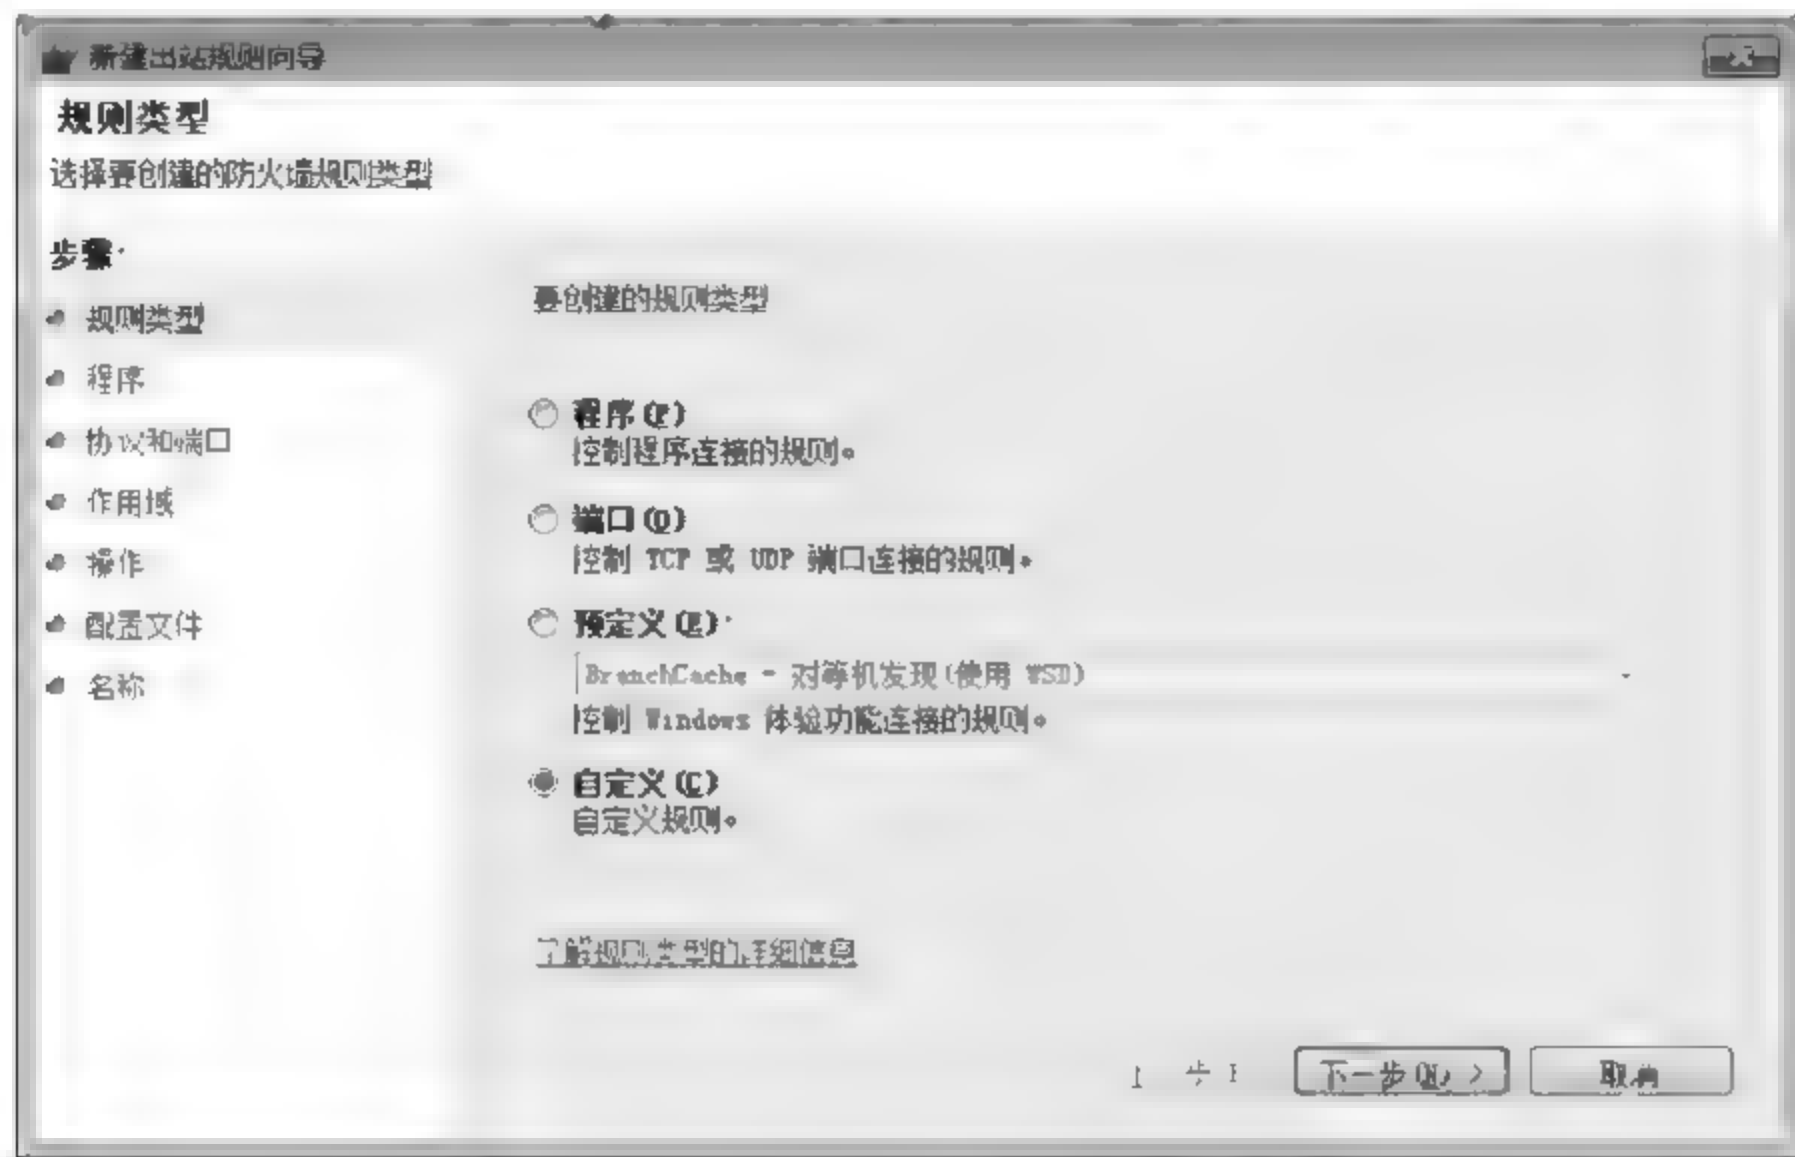 新建出站规则向导
规则类型
选择要创建的防火墙规则类型
步骤:
规则类型
程序
协议和端口
作用域
操作
配置文件
名称
要创建的规则类型
程序(P)
控制程序连接的规则。
端口(O)
控制 TCP 或 UDP 端口连接的规则。
预定义(E):
BranchCache - 对等机发现(使用 WSD)
控制 Windows 体验功能连接的规则。
自定义(C)
自定义规则。
了解规则类型的详细信息
下一步(N) >
取消